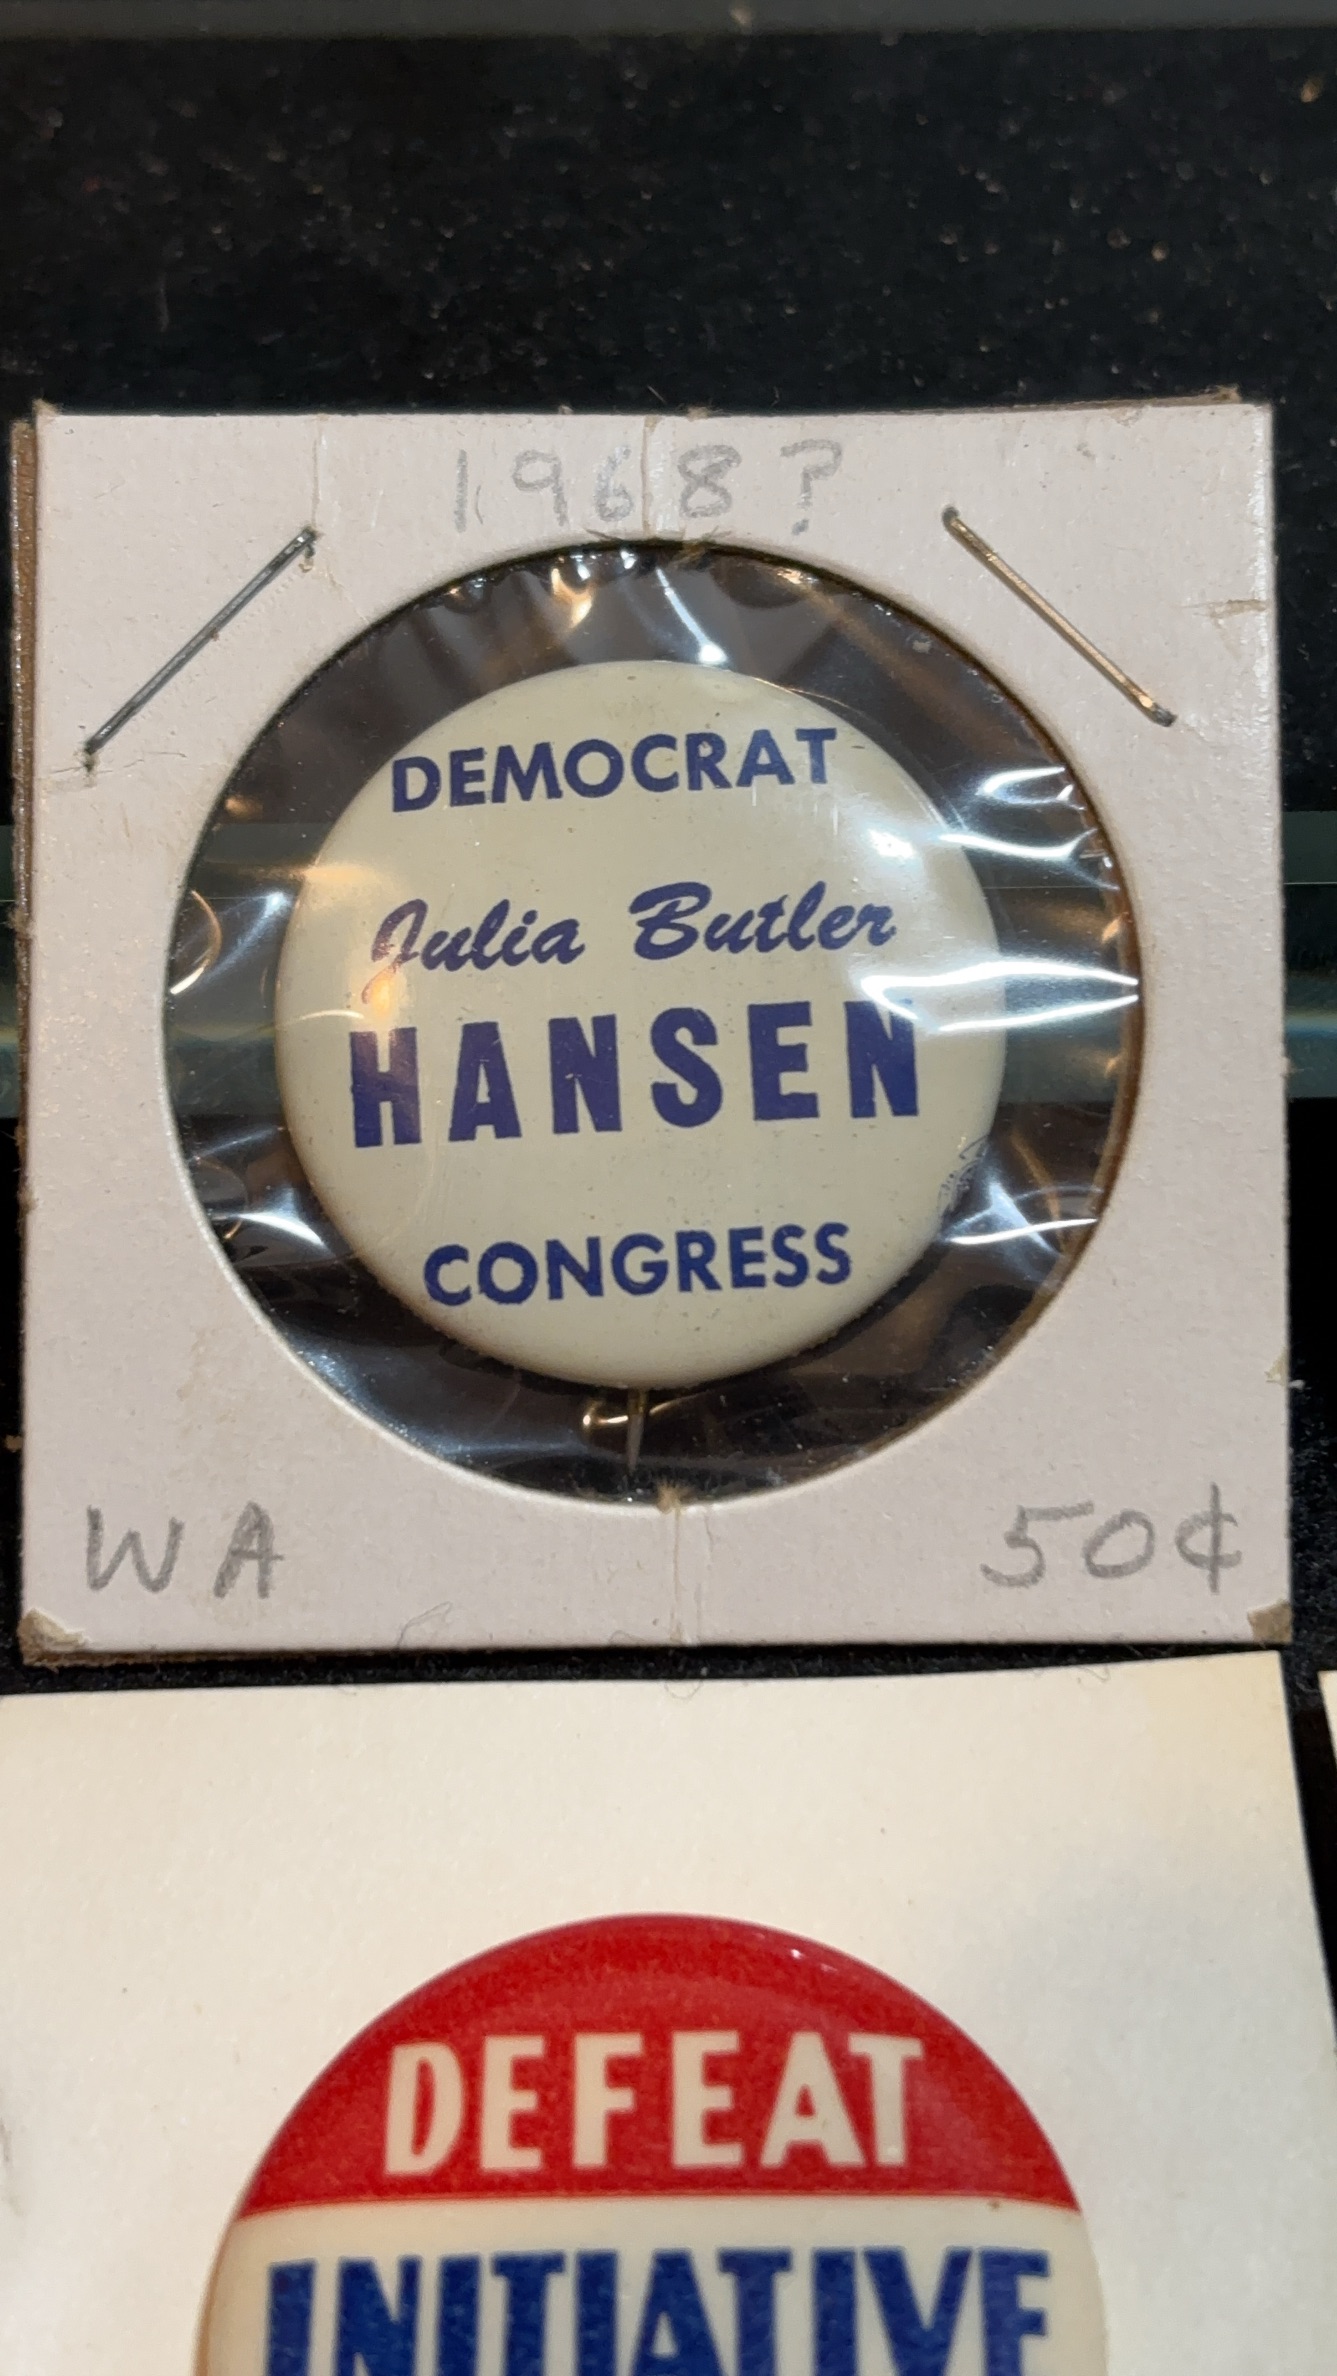 1968?
DEMOCRAT
Julia Butler
HANSEN
CONGRESS
WA 50¢
DEFEAT
INITIATIVE